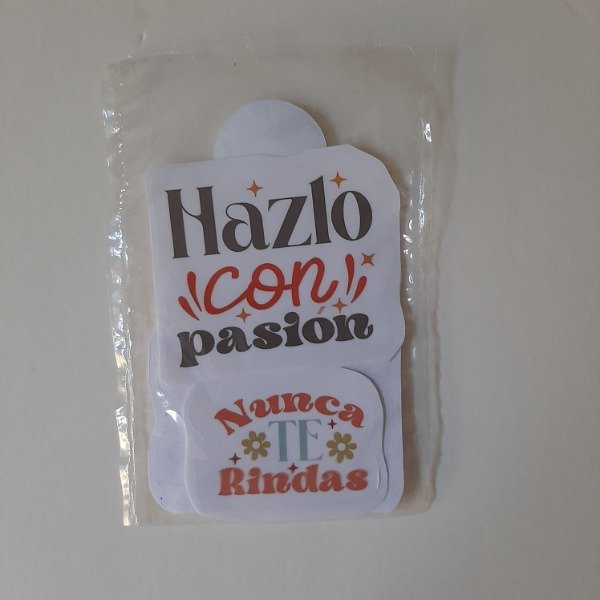 Hazlo
con
pasión
Nunca
TE
Rindas